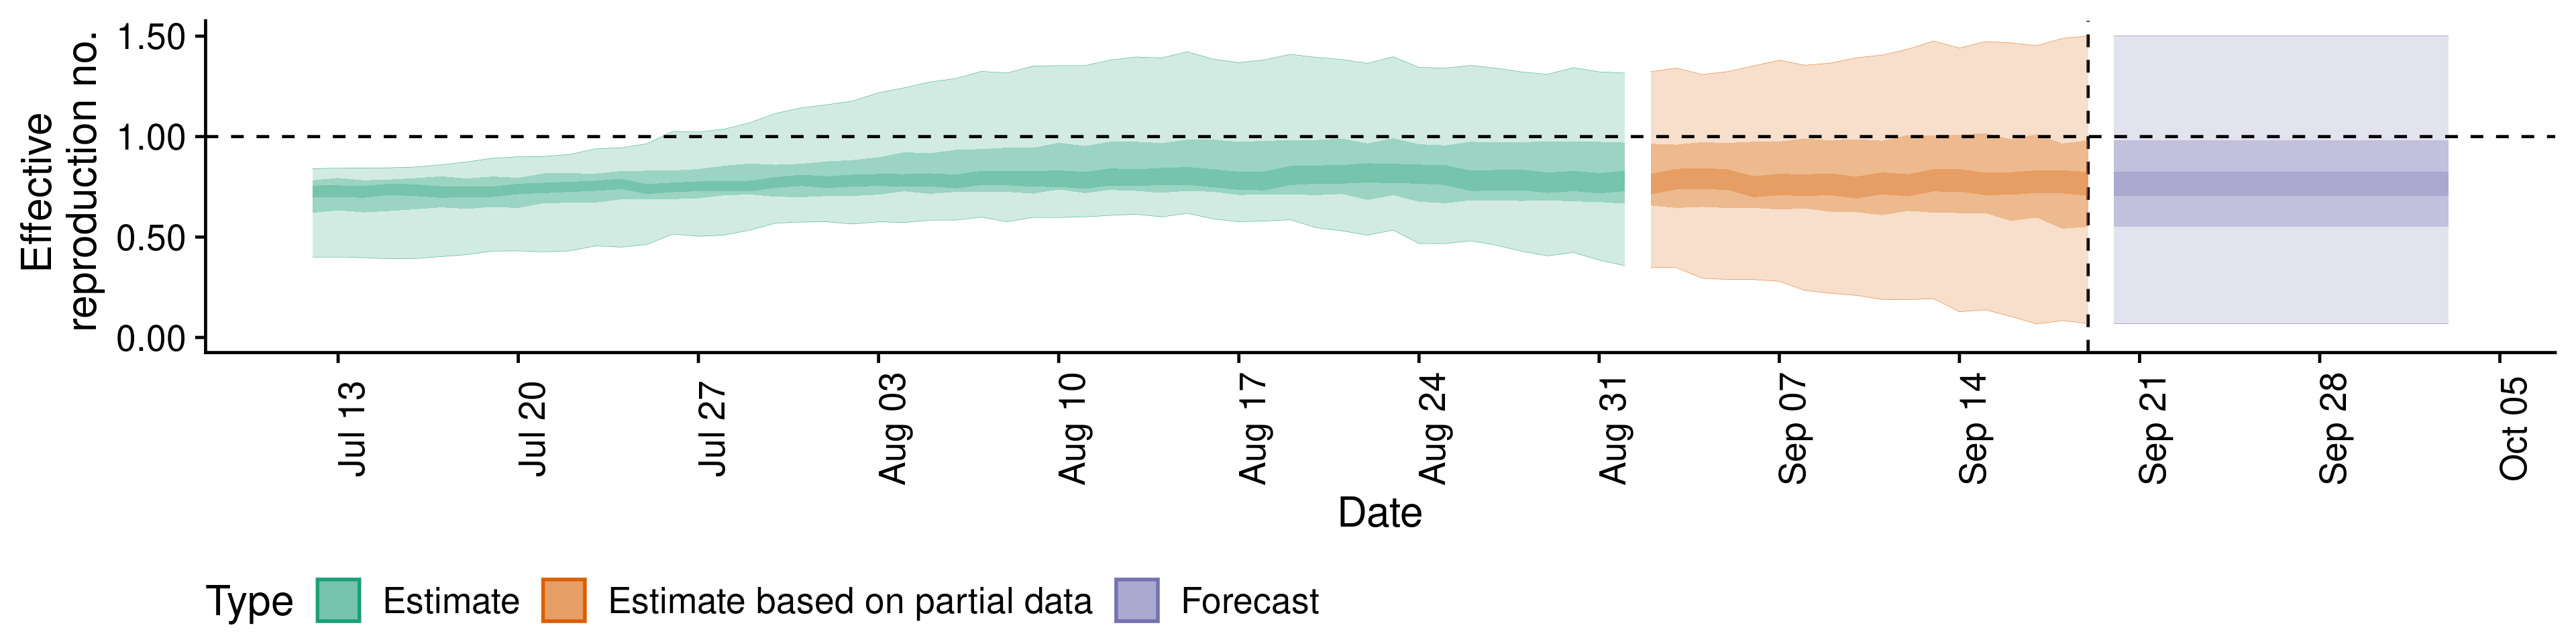 Effective
reproduction no.
1.50
1.00
0.50
0.00
Jul 13
Jul 20
Jul 27
Aug 03
Aug 10
Aug 17
Aug 24
Aug 31
Sep 07
Sep 14
Sep 21
Sep 28
Oct 05
Date
Type Estimate Estimate based on partial data Forecast